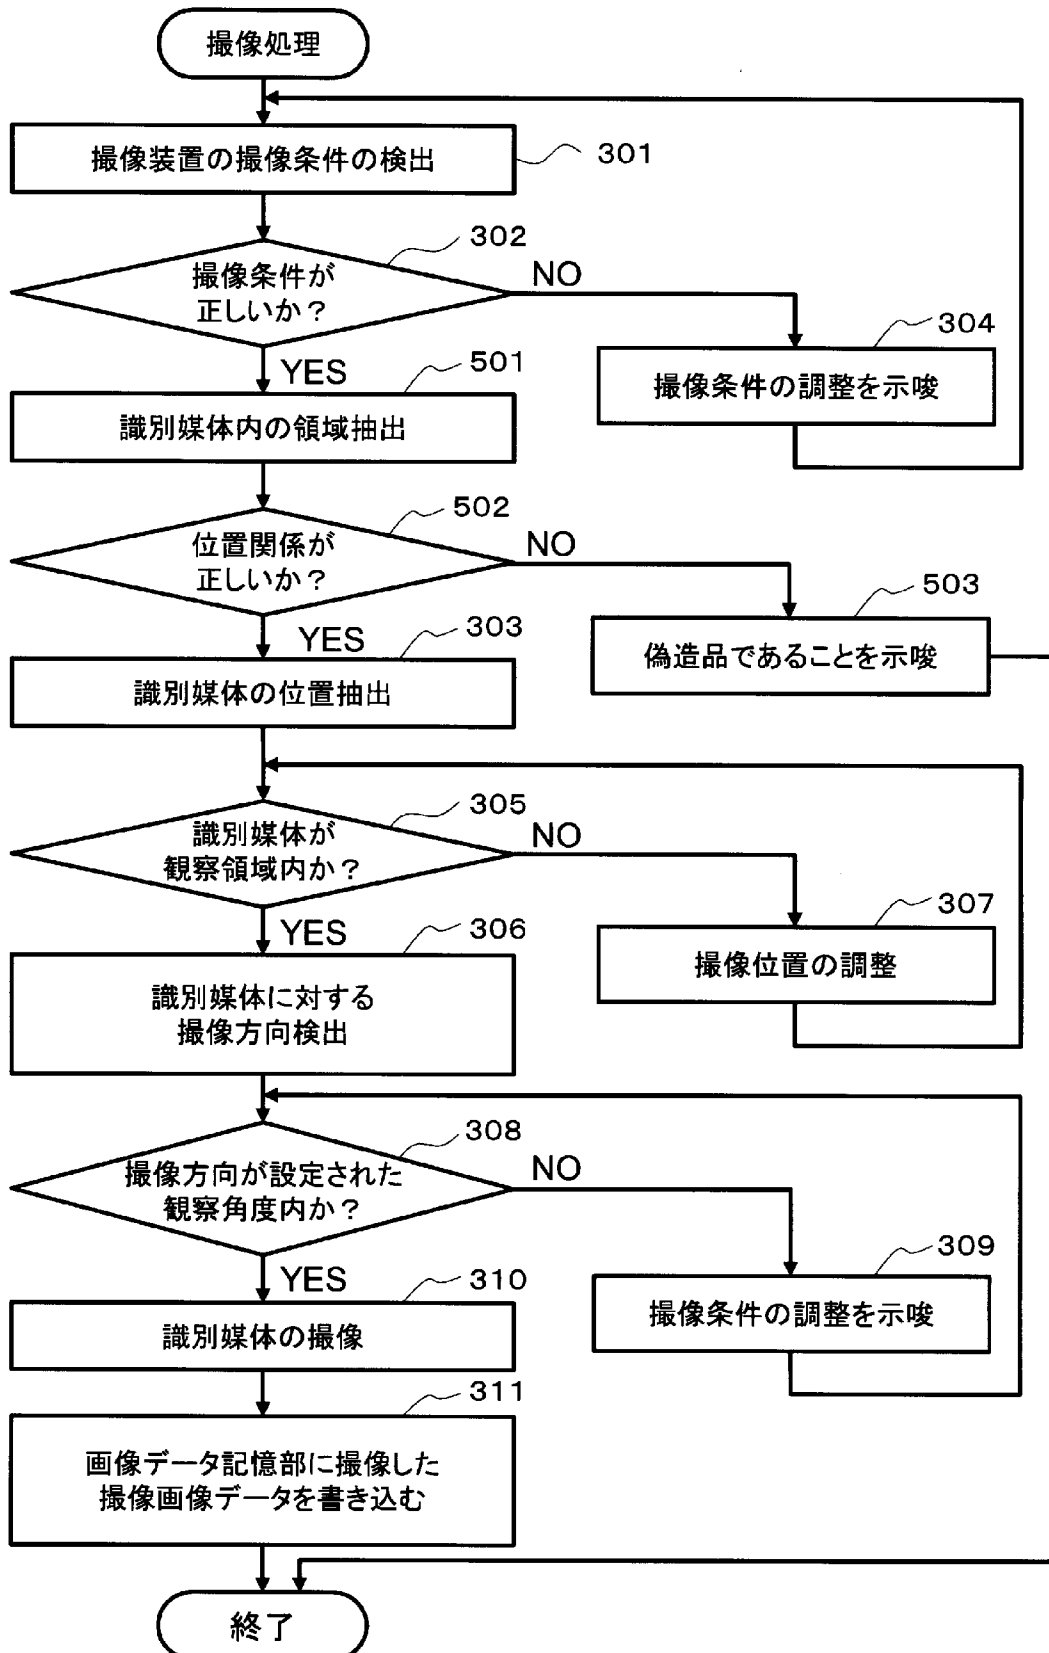 撮像処理
撮像装置の撮像条件の検出
301
302
撮像条件が
正しいか?
NO
304
撮像条件の調整を示唆
YES
501
識別媒体内の領域抽出
502
位置関係が
正しいか?
NO
503
偽造品であることを示唆
YES
303
識別媒体の位置抽出
305
識別媒体が
観察領域内か?
NO
307
撮像位置の調整
YES
306
識別媒体に対する
撮像方向検出
308
撮像方向が設定された
観察角度内か?
NO
309
撮像条件の調整を示唆
YES
310
識別媒体の撮像
311
画像データ記憶部に撮像した
撮像画像データを書き込む
終了